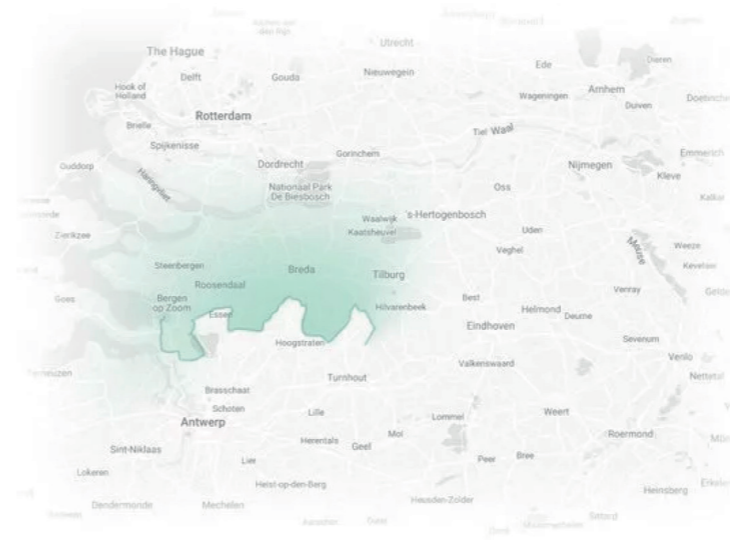 Utrecht
The Hague
Ede
Dieren
Delft
Gouda
Nieuwegein
Hook of
Holland
Arnhem
Wageningen
Duiven
Rotterdam
Brielle
Tiel Waal
Spijkenisse
Gorinchem
Emmerich
Ouddorp
Dordrecht
Nijmegen
Kleve
Haringvliet
Nationaal Park
De Biesbosch
Oss
Kalkar
Waalwijk
's-Hertogenbosch
Kaatsheuvel
Zierikzee
Uden
Meuse
Veghel
Weeze
Steenbergen
Breda
Tilburg
Kevelaer
Roosendaal
Venray
Goes
Bergen
op Zoom
Best
Essen
Hilvarenbeek
Helmond
Deurne
Eindhoven
Hoogstraten
Sevenum
Venlo
Valkenswaard
Terneuzen
Turnhout
Nettetal
Brasschaat
Schoten
Lille
Lommel
Weert
Antwerp
Mol
Roermond
Herentals
Geel
Sint-Niklaas
Lier
Peer
Bree
Lokeren
Heist-op-den-Berg
Heinsberg
Heusden-Zolder
Dendermonde
Mechelen
Sittard